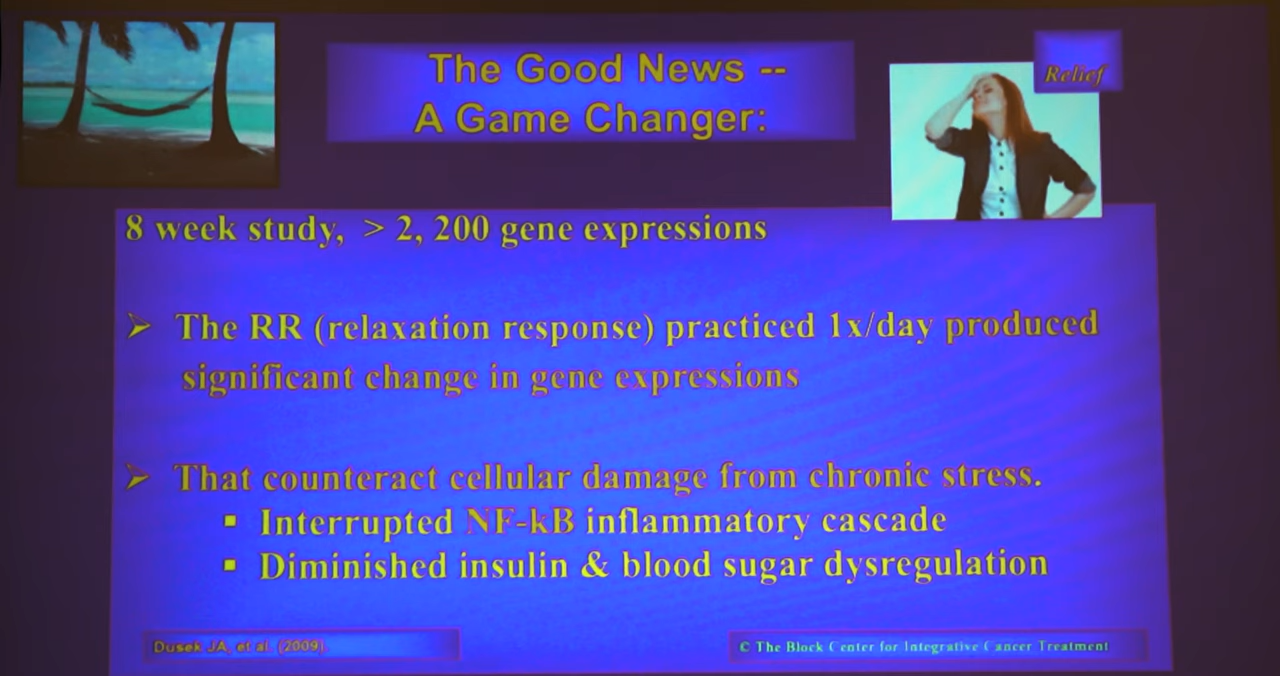 The Good News --
A Game Changer:
Relief
8 week study, > 2, 200 gene expressions
➢ The RR (relaxation response) practiced 1x/day produced
significant change in gene expressions
➢ That counteract cellular damage from chronic stress.
▪ Interrupted NF-kB inflammatory cascade
▪ Diminished insulin & blood sugar dysregulation
Dusek JA, et al. (2009)
© The Block Center for Integrative Cancer Treatment